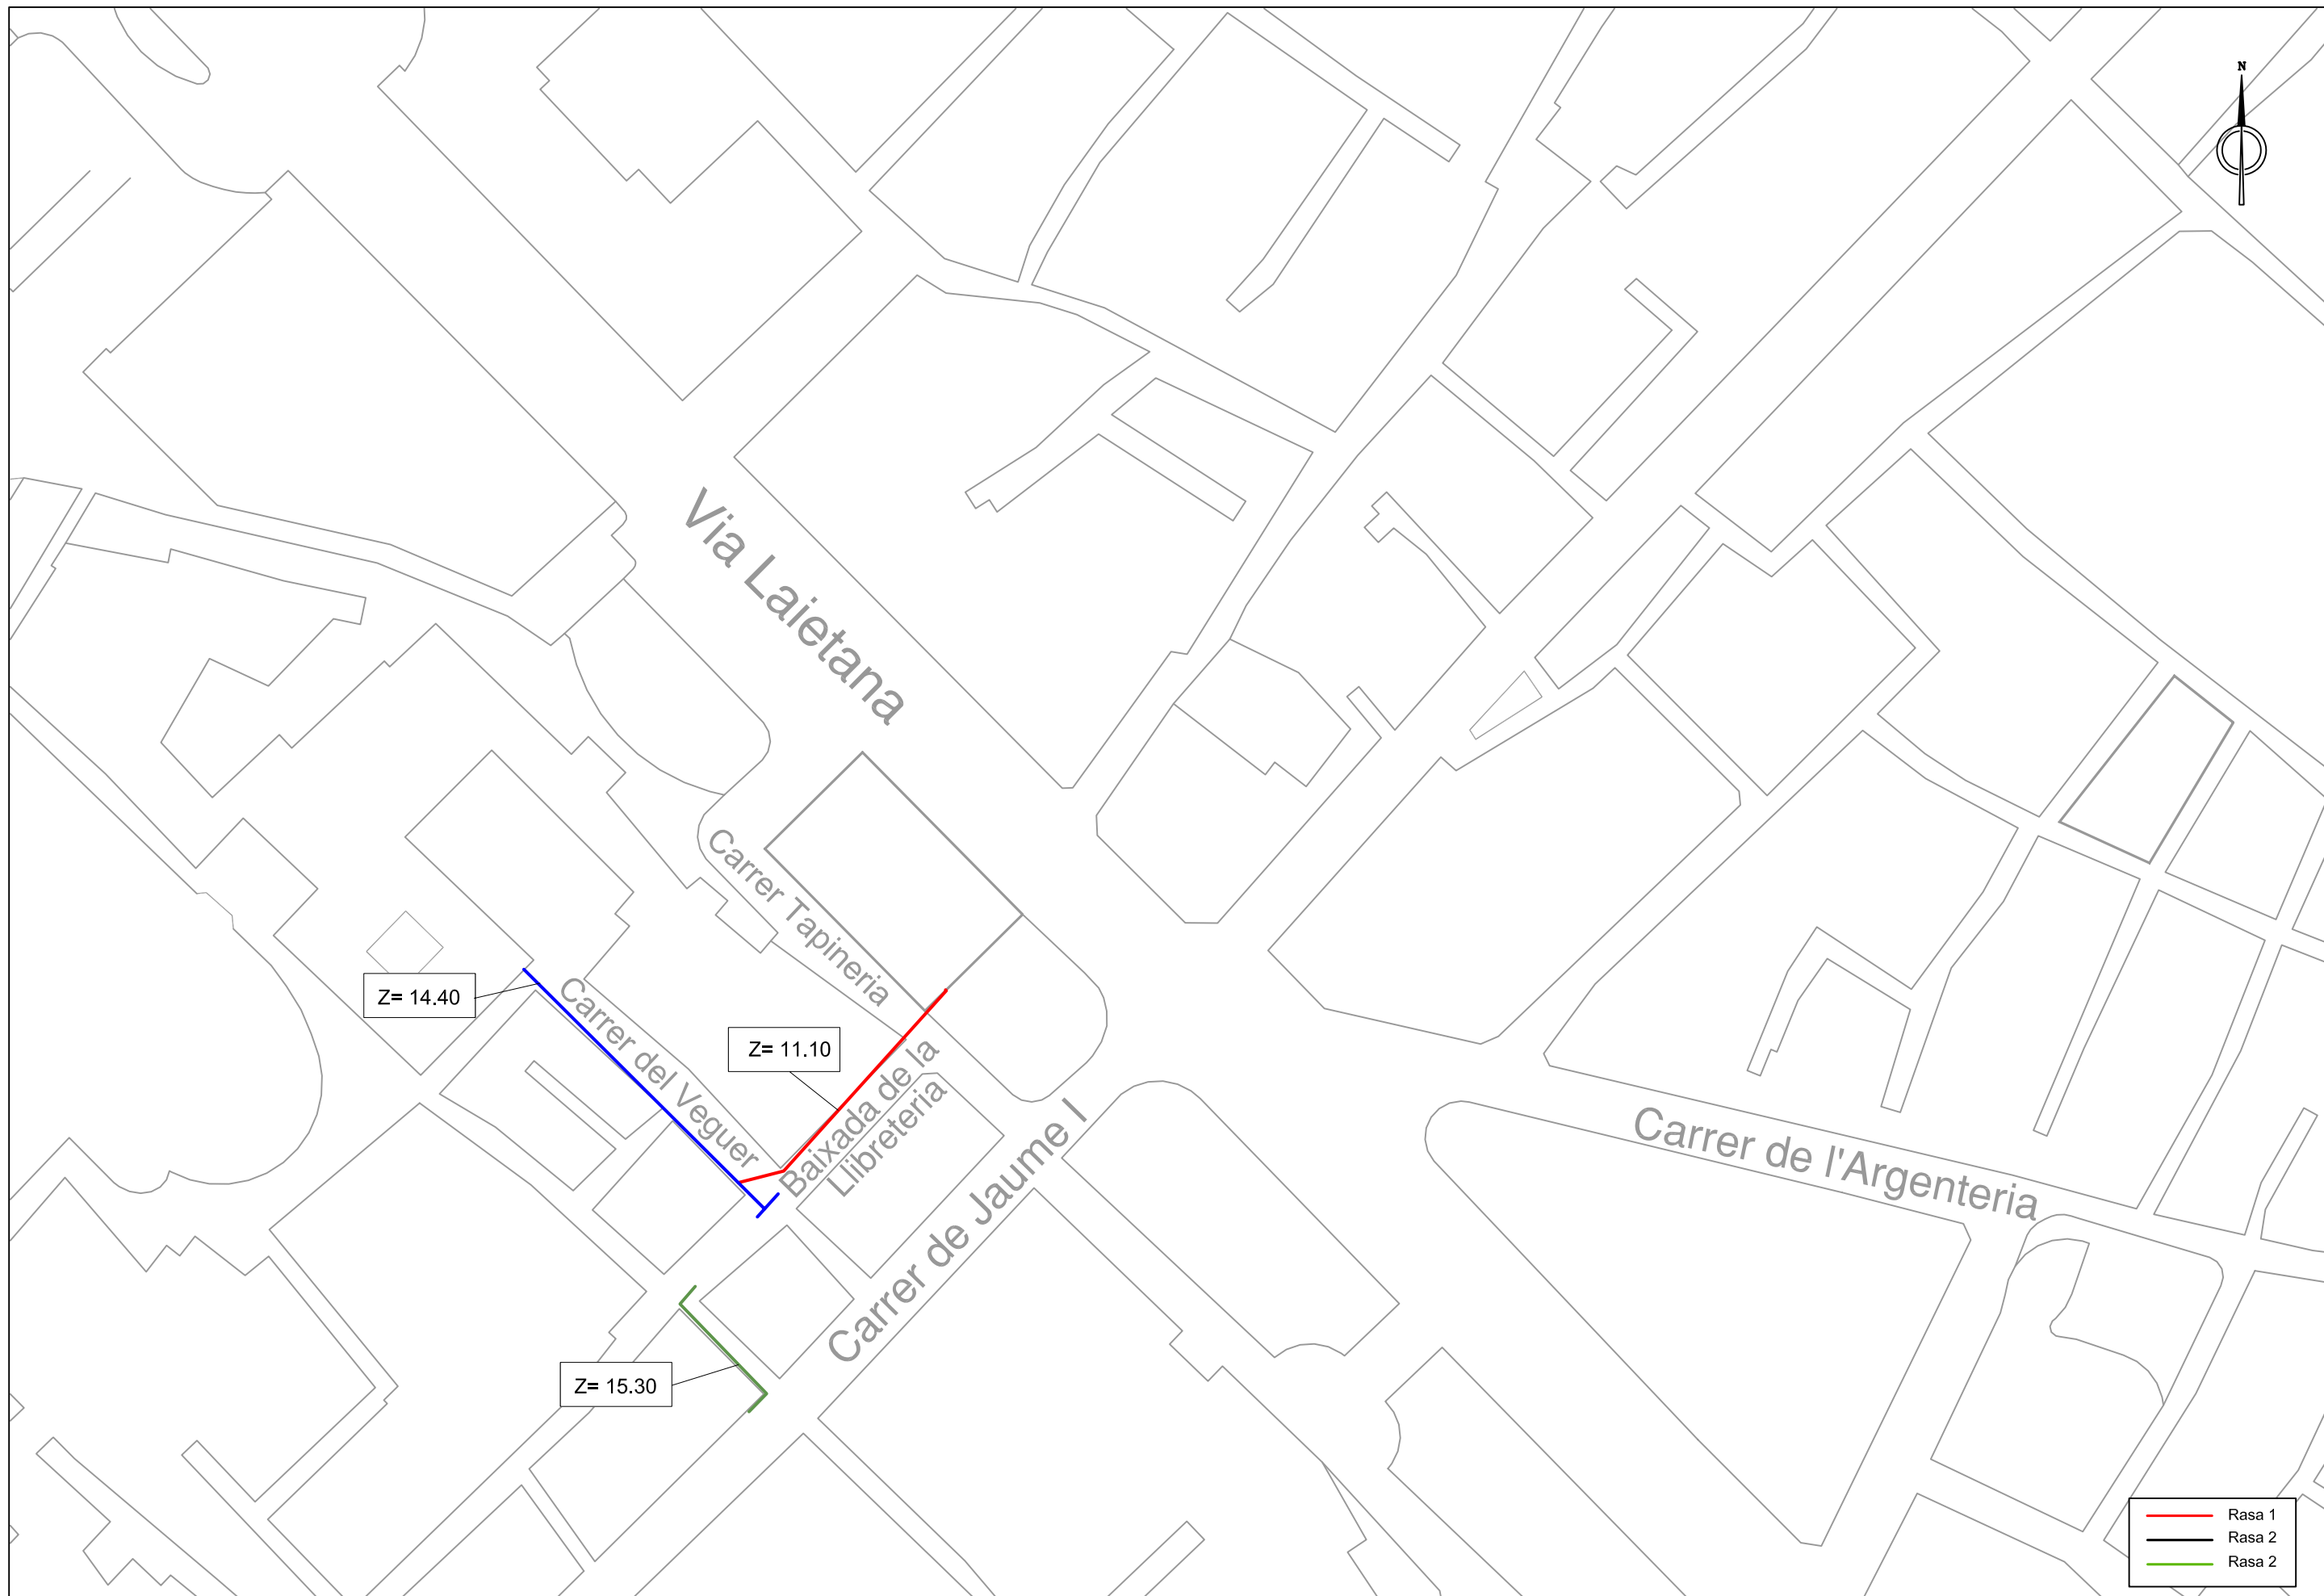 N
Via Laietana
Carrer Tapineria
Z= 14.40
Carrer del Veguer
Z= 11.10
Baixada de la
Llibreteria
Carrer de Jaume I
Carrer de l'Argenteria
Z= 15.30
Rasa 1
Rasa 2
Rasa 2